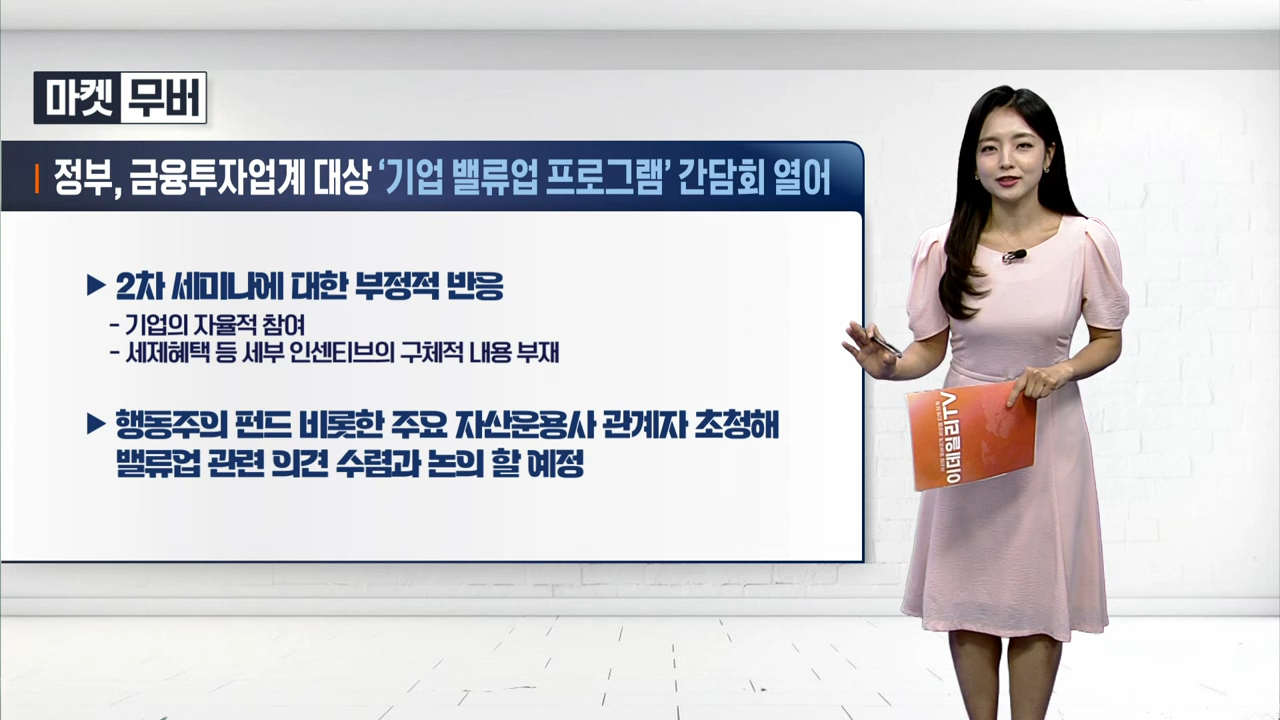 마켓무버
정부, 금융투자업계 대상 ‘기업 밸류업 프로그램’ 간담회 열어
▶ 2차 세미나에 대한 부정적 반응
- 기업의 자율적 참여
- 세제혜택 등 세부 인센티브의 구체적 내용 부재
▶ 행동주의 펀드 비롯한 주요 자산운용사 관계자 초청해
밸류업 관련 의견 수렴과 논의 할 예정
이데일리TV